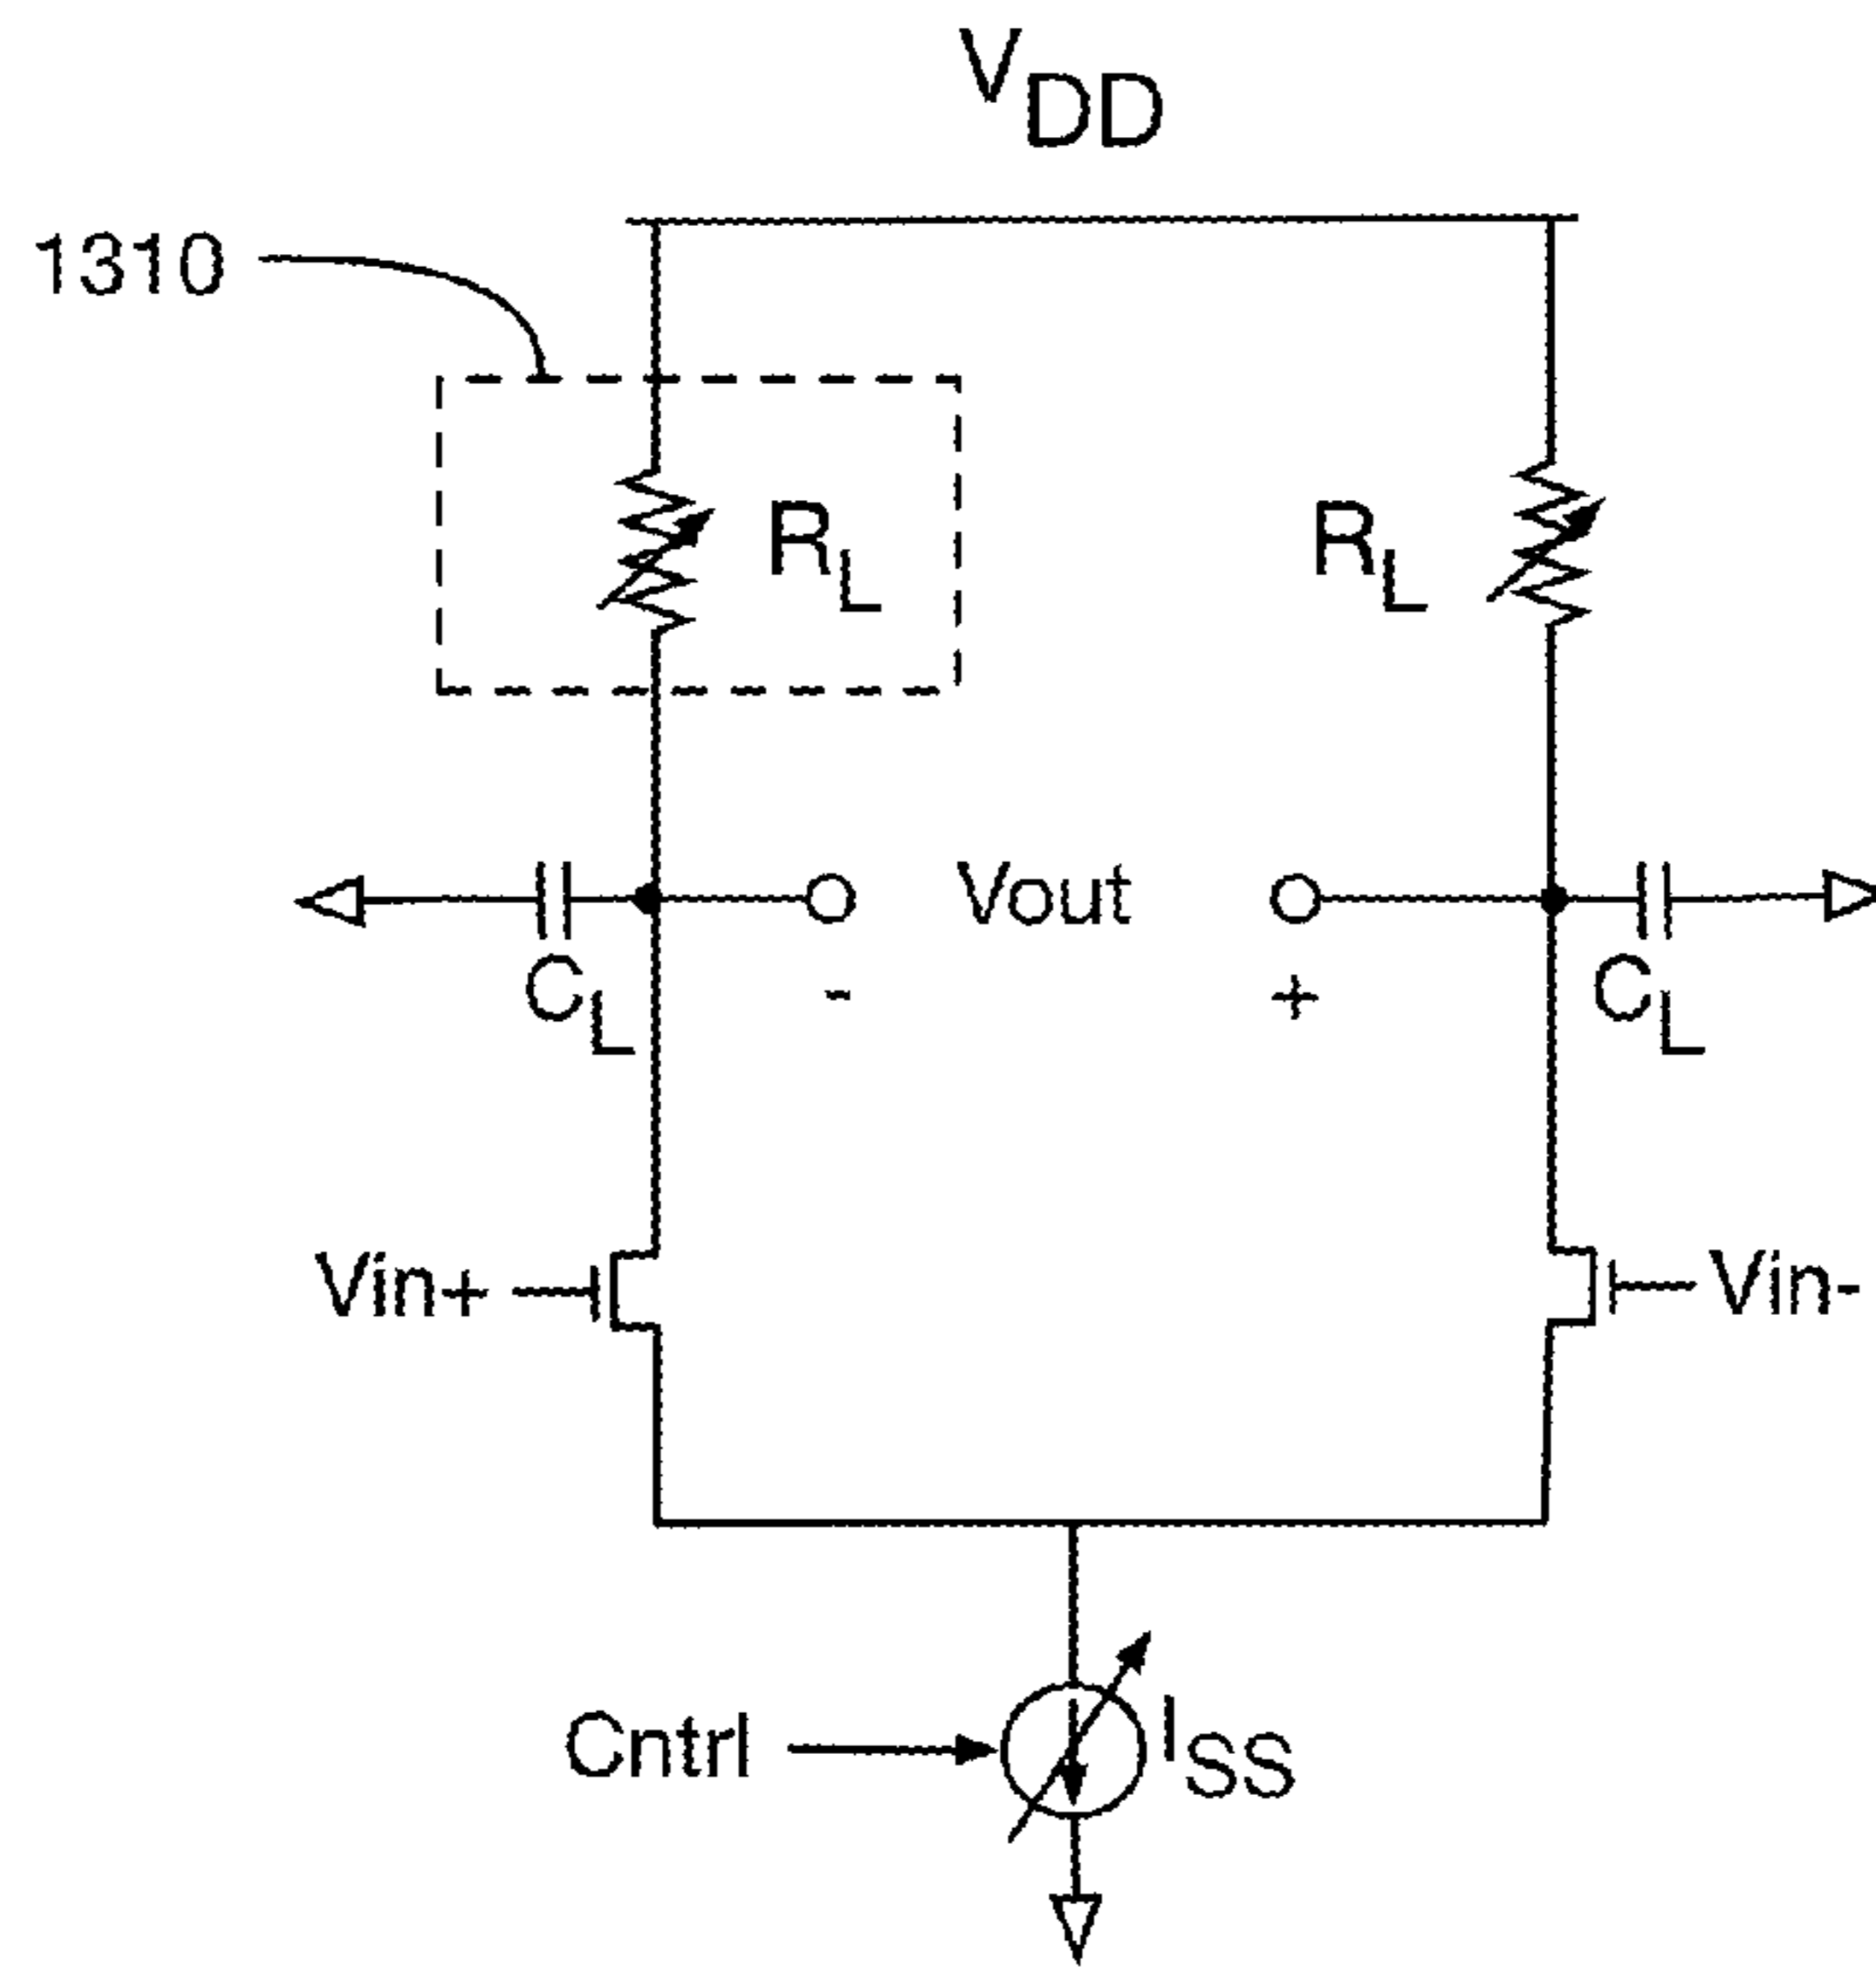 VDD
1310
RL
RL
Vout
CL
-
+
CL
Vin+
Vin-
Cntrl
ISS